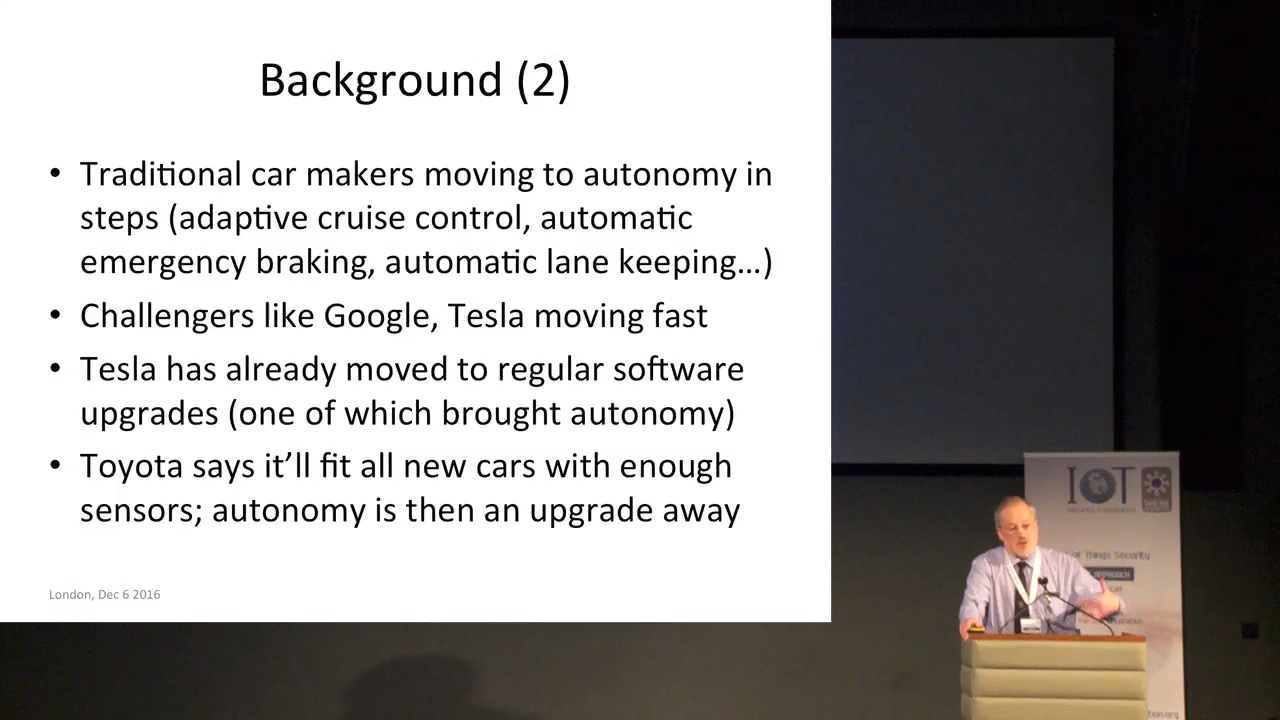 Background (2)
• Traditional car makers moving to autonomy in
steps (adaptive cruise control, automatic
emergency braking, automatic lane keeping…)
• Challengers like Google, Tesla moving fast
• Tesla has already moved to regular software
upgrades (one of which brought autonomy)
• Toyota says it’ll fit all new cars with enough
sensors; autonomy is then an upgrade away
London, Dec 6 2016
IOT
Things Security